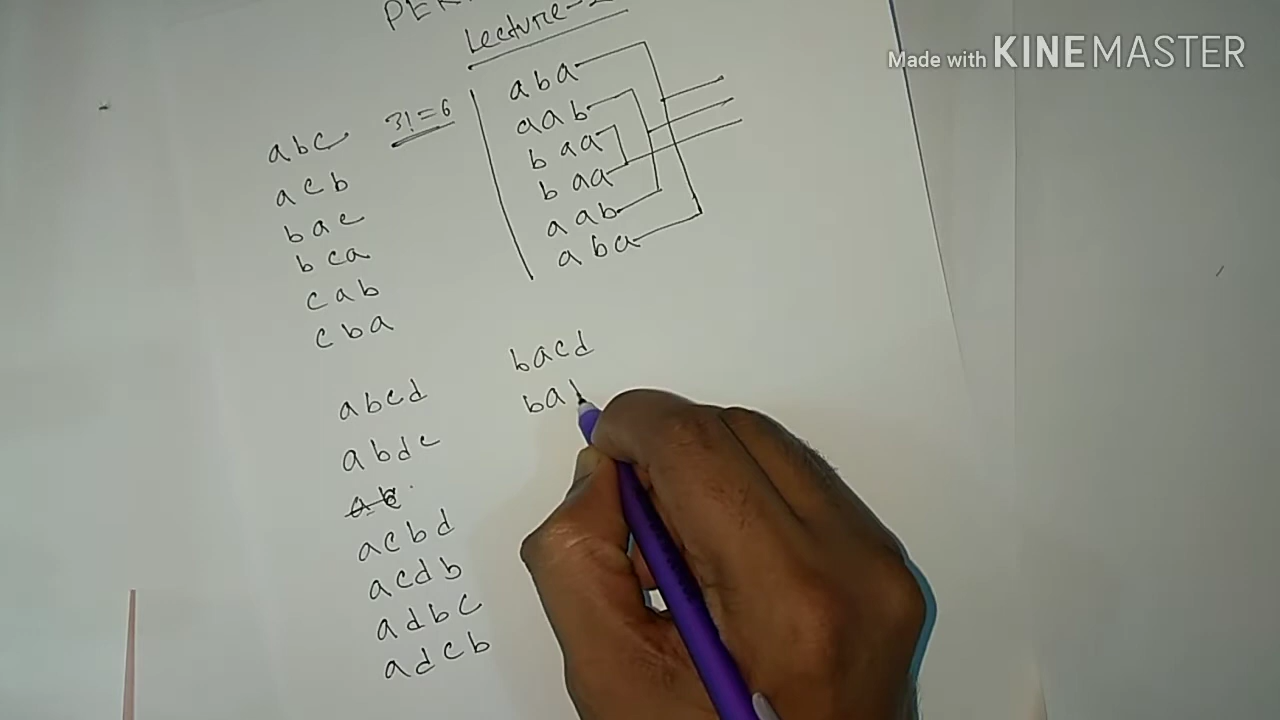 Made with KINEMASTER
Lecture-
abc 3! = 6
acb
bac
bca
cab
cba
aba
aab
baa
baa
aab
aba
abcd
abdc
acbd
acdb
adbc
adcb
bacd
ba